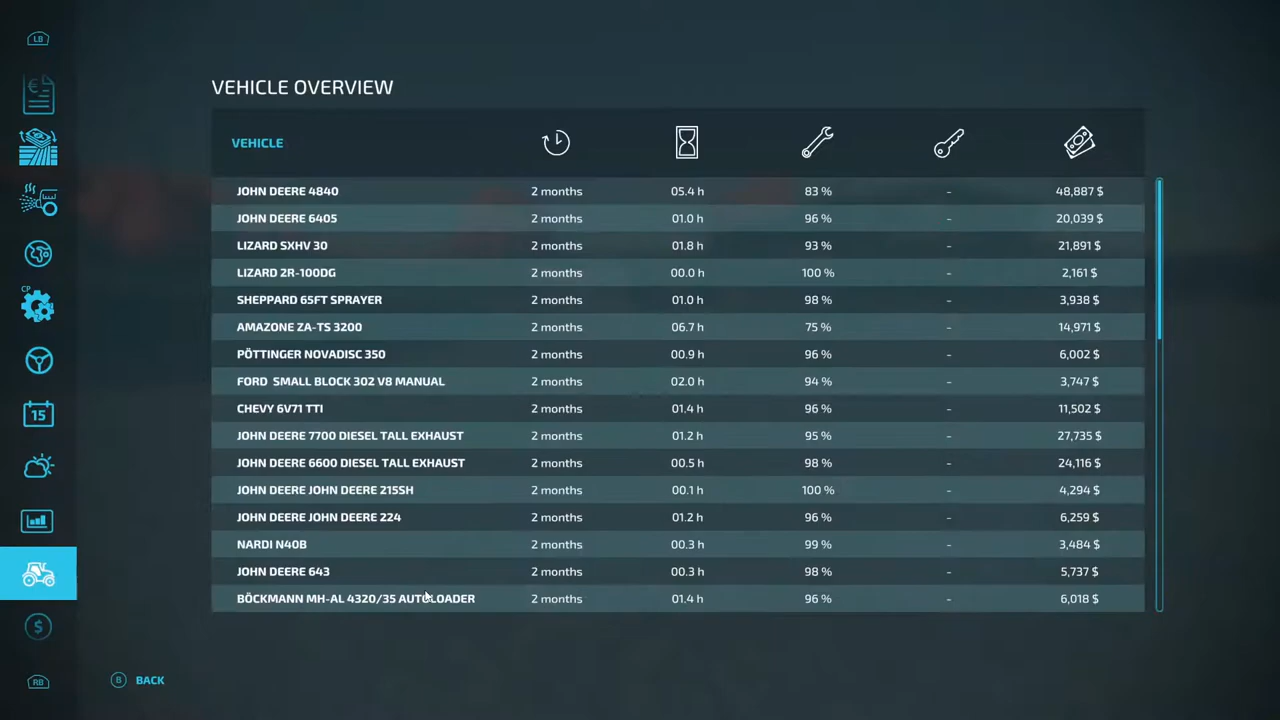 LB
VEHICLE OVERVIEW
VEHICLE
JOHN DEERE 4840 2 months 05.4 h 83 % - 48,887 $
JOHN DEERE 6405 2 months 01.0 h 96 % - 20,039 $
LIZARD SXHV 30 2 months 01.8 h 93 % - 21,891 $
LIZARD 2R-100DG 2 months 00.0 h 100 % - 2,161 $
SHEPPARD 65FT SPRAYER 2 months 01.0 h 98 % - 3,938 $
AMAZONE ZA-TS 3200 2 months 06.7 h 75 % - 14,971 $
PÖTTINGER NOVADISC 350 2 months 00.9 h 96 % - 6,002 $
FORD SMALL BLOCK 302 V8 MANUAL 2 months 02.0 h 94 % - 3,747 $
CHEVY 6V71 TTI 2 months 01.4 h 96 % - 11,502 $
JOHN DEERE 7700 DIESEL TALL EXHAUST 2 months 01.2 h 95 % - 27,735 $
JOHN DEERE 6600 DIESEL TALL EXHAUST 2 months 00.5 h 98 % - 24,116 $
JOHN DEERE JOHN DEERE 215SH 2 months 00.1 h 100 % - 4,294 $
JOHN DEERE JOHN DEERE 224 2 months 01.2 h 96 % - 6,259 $
NARDI N40B 2 months 00.3 h 99 % - 3,484 $
JOHN DEERE 643 2 months 00.3 h 98 % - 5,737 $
BÖCKMANN MH-AL 4320/35 AUTOLOADER 2 months 01.4 h 96 % - 6,018 $
CP
15
RB
B BACK